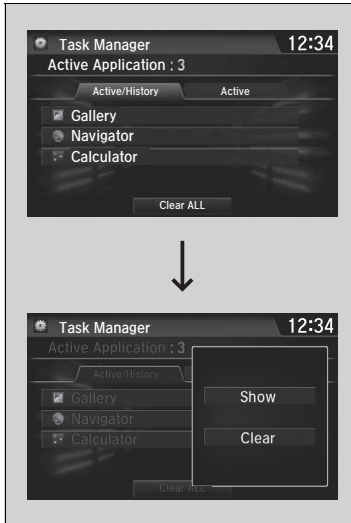 Task Manager 12:34
Active Application : 3
Active/History Active
Gallery
Navigator
Calculator
Clear ALL
Task Manager 12:34
Active Application : 3
Active/History
Gallery
Show
Navigator
Calculator
Clear
Clear ALL